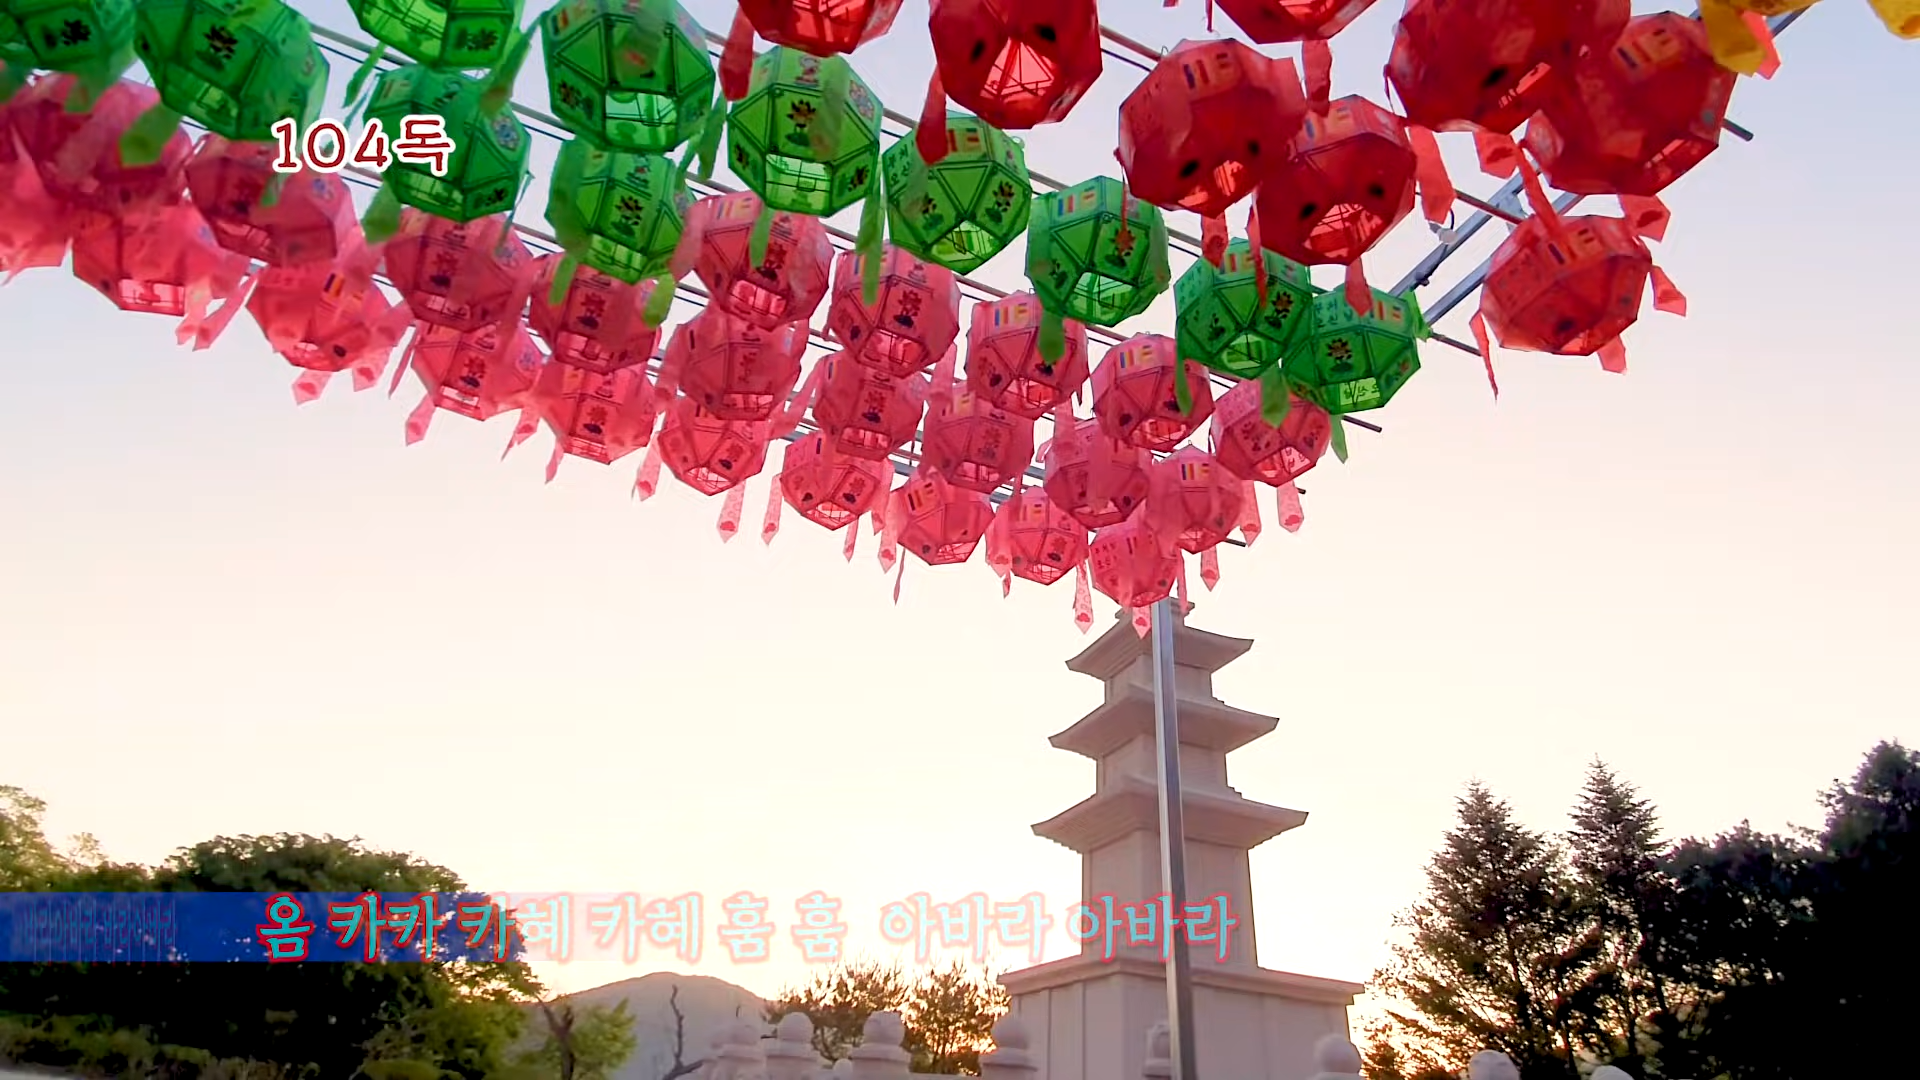 104독
옴 카카 카혜 카혜 훔 훔 아바라 아바라